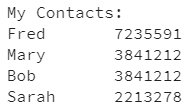 My Contacts:
Fred 7235591
Mary 3841212
Bob 3841212
Sarah 2213278